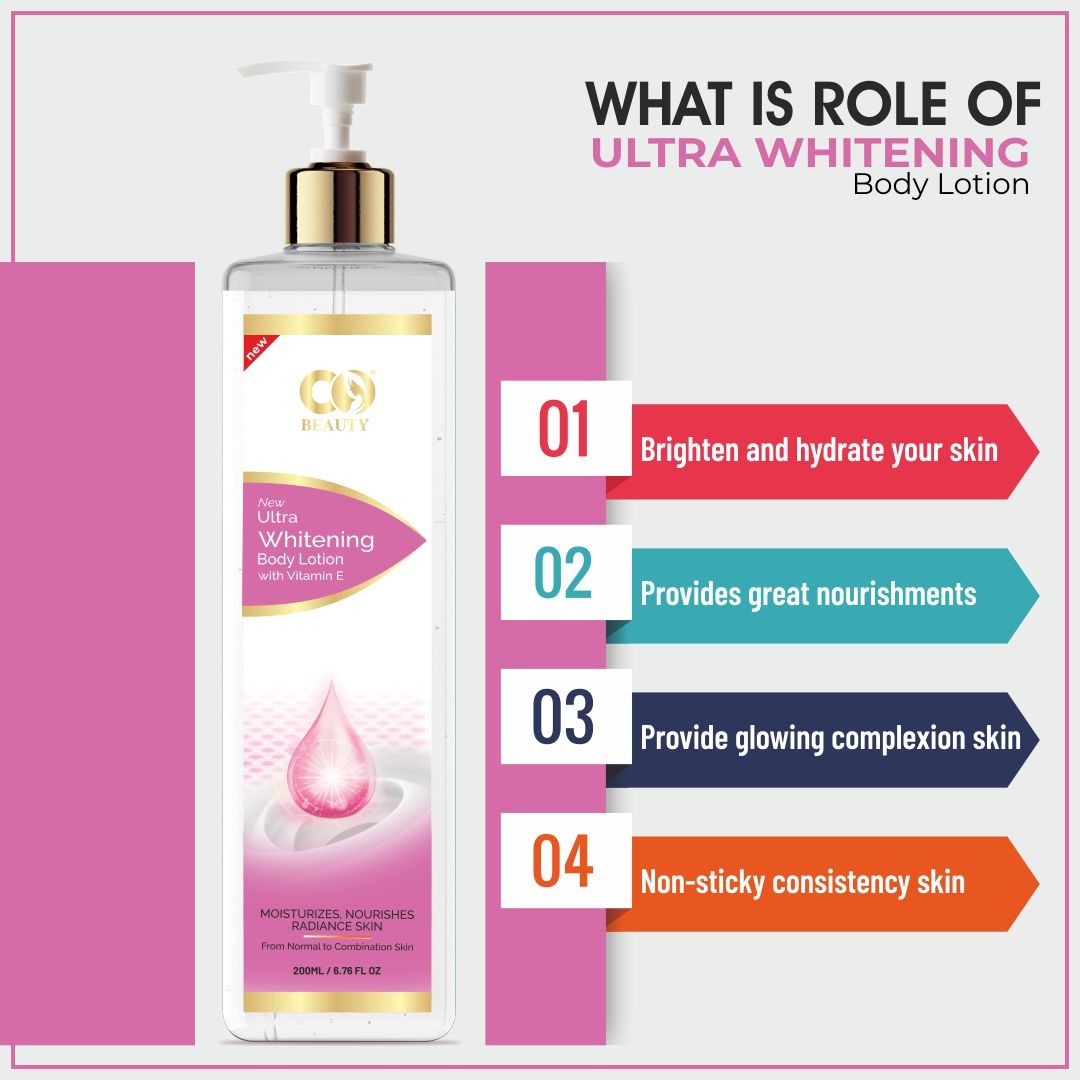 WHAT IS ROLE OF
ULTRA WHITENING
Body Lotion
new
CO
BEAUTY
New
Ultra
Whitening
Body Lotion
with Vitamin E
MOISTURIZES, NOURISHES
RADIANCE SKIN
From Normal to Combination Skin
200ML / 6.76 FL OZ
01
Brighten and hydrate your skin
02
Provides great nourishments
03
Provide glowing complexion skin
04
Non-sticky consistency skin